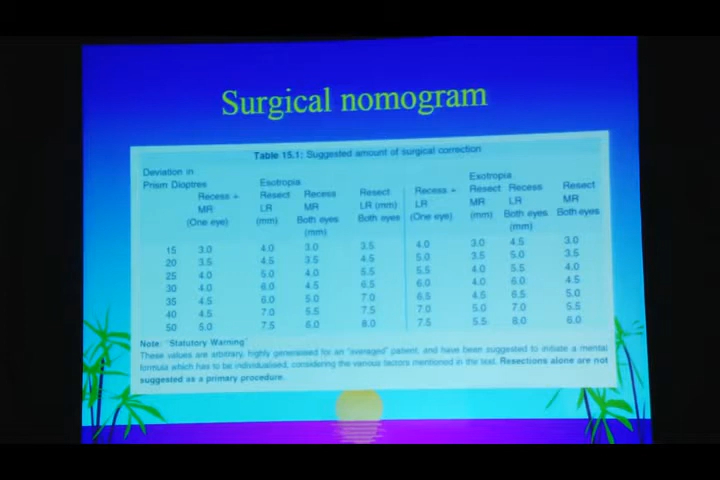 Surgical nomogram
Table 15.1: Suggested amount of surgical correction
Deviation in
Prism Dioptres
Esotropia
Exotropia
Recess + MR (One eye) Resect LR (mm) Recess MR Both eyes (mm) Resect LR (mm) Both eyes Recess + LR (One eye) Resect MR (mm) Recess LR Both eyes (mm) Resect MR Both eyes
15 3.0 4.0 3.0 3.5 4.0 3.0 4.5 3.0
20 3.5 4.5 3.5 4.5 5.0 3.5 5.0 3.5
25 4.0 5.0 4.0 5.5 5.5 4.0 5.5 4.0
30 4.0 6.0 4.5 6.5 6.0 4.0 6.0 4.5
35 4.5 6.0 5.0 7.0 6.5 4.5 6.5 5.0
40 4.5 7.0 5.5 7.5 7.0 5.0 7.0 5.5
50 5.0 7.5 6.0 8.0 7.5 5.5 8.0 6.0
Note: "Statutory Warning"
These values are arbitrary, highly generalised for an "averaged" patient, and have been suggested to initiate a mental
formula which has to be individualised, considering the various factors mentioned in the text. Resections alone are not
suggested as a primary procedure.